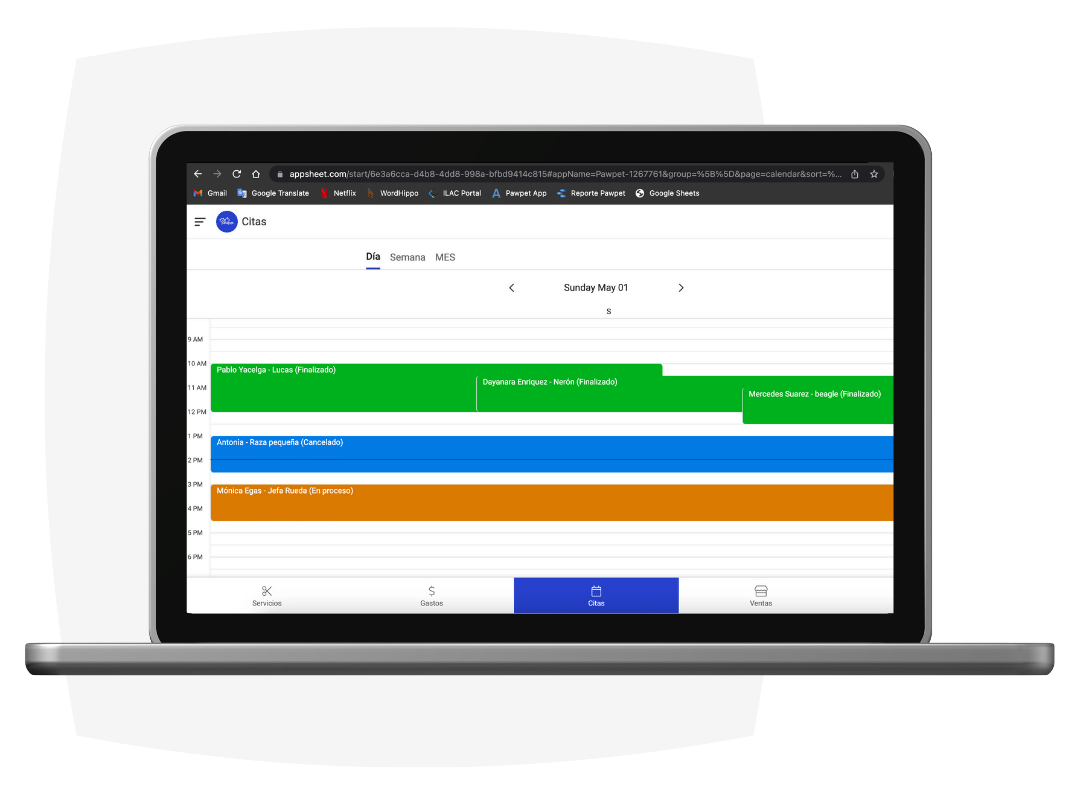 appsheet.com/start/6e3a6cca-d4b8-4dd8-998a-bfbd9414c815#appName=Pawpet-1267761&group=%5B%5D&page=calendar&sort=%...
Gmail Google Translate Netflix WordHippo ILAC Portal Pawpet App Reporte Pawpet Google Sheets
Citas
Día Semana MES
Sunday May 01
S
9 AM
10 AM
Pablo Yacelga - Lucas (Finalizado)
Dayanara Enriquez - Nerón (Finalizado)
11 AM
Mercedes Suarez - beagle (Finalizado)
12 PM
1 PM
Antonia - Raza pequeña (Cancelado)
2 PM
3 PM
Mónica Egas - Jefa Rueda (En proceso)
4 PM
5 PM
6 PM
Servicios Gastos Citas Ventas